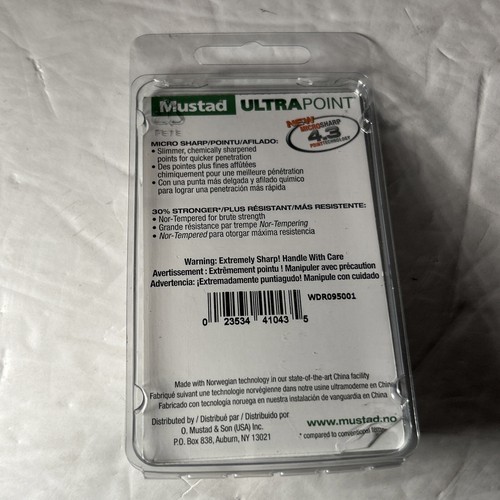 Mustad ULTRAPOINT
NEW
MICROSHARP
4.3
POINT TECHNOLOGY
MICRO SHARP/POINTU/AFILADO:
• Slimmer, chemically sharpened
points for quicker penetration
• Des pointes plus fines affûtées
chimiquement pour une meilleure pénétration
• Con una punta más delgada y afilado químico
para lograr una penetración más rápida
30% STRONGER*/PLUS RÉSISTANT/MÁS RESISTENTE:
• Nor-Tempered for brute strength
• Grande résistance par trempe Nor-Tempering
• Nor-Tempered para otorgar máxima resistencia
Warning: Extremely Sharp! Handle With Care
Avertissement : Extrêmement pointu ! Manipuler avec précaution
Advertencia: ¡Extremadamente puntiagudo! Manipule con cuidado
WDR095001
0 23534 41043 5
Made with Norwegian technology in our state-of-the-art China facility
Fabriqué suivant une technologie norvégienne dans notre usine ultramoderne en Chine
Fabricado con tecnología noruega en nuestra instalación de vanguardia en China
Distributed by / Distribué par / Distribuido por
O. Mustad & Son (USA) Inc.
P.O. Box 838, Auburn, NY 13021
www.mustad.no
* compared to conventional